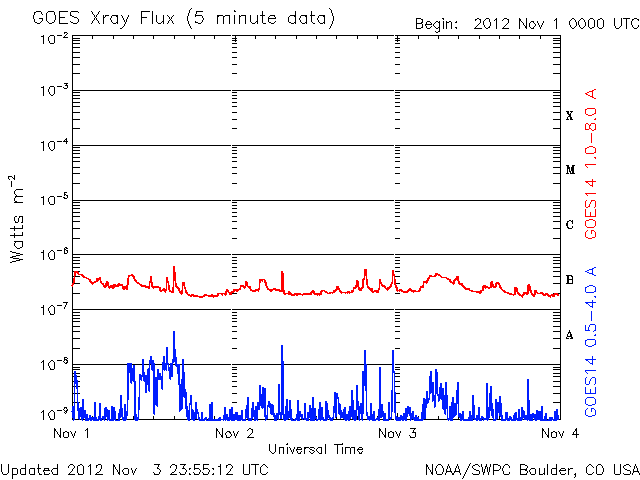 GOES Xray Flux (5 minute data)
Begin: 2012 Nov 1 0000 UTC
10-2
10-3
10-4
10-5
10-6
10-7
10-8
10-9
Watts m-2
X
M
C
B
A
GOES14 1.0-8.0 A
GOES14 0.5-4.0 A
Nov 1
Nov 2
Nov 3
Nov 4
Universal Time
Updated 2012 Nov 3 23:55:12 UTC
NOAA/SWPC Boulder, CO USA